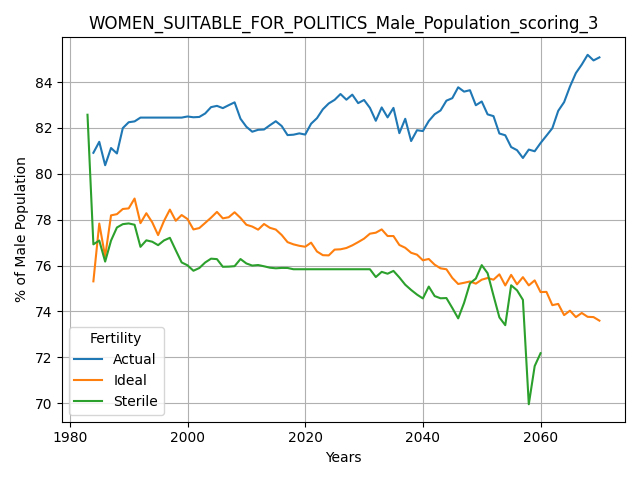 WOMEN_SUITABLE_FOR_POLITICS_Male_Population_scoring_3
% of Male Population
84
82
80
78
76
74
72
70
Fertility
Actual
Ideal
Sterile
1980
2000
2020
2040
2060
Years